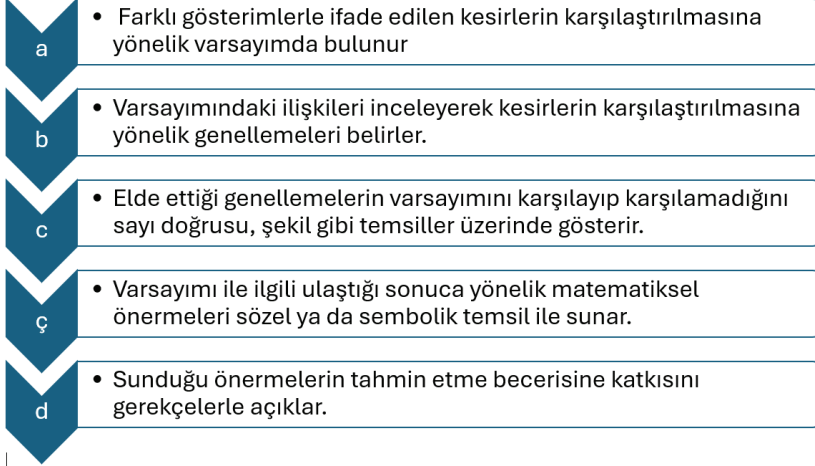 a
• Farklı gösterimlerle ifade edilen kesirlerin karşılaştırılmasına
yönelik varsayımda bulunur
b
• Varsayımındaki ilişkileri inceleyerek kesirlerin karşılaştırılmasına
yönelik genellemeleri belirler.
c
• Elde ettiği genellemelerin varsayımını karşılayıp karşılamadığını
sayı doğrusu, şekil gibi temsiller üzerinde gösterir.
ç
• Varsayımı ile ilgili ulaştığı sonuca yönelik matematiksel
önermeleri sözel ya da sembolik temsil ile sunar.
d
• Sunduğu önermelerin tahmin etme becerisine katkısını
gerekçelerle açıklar.